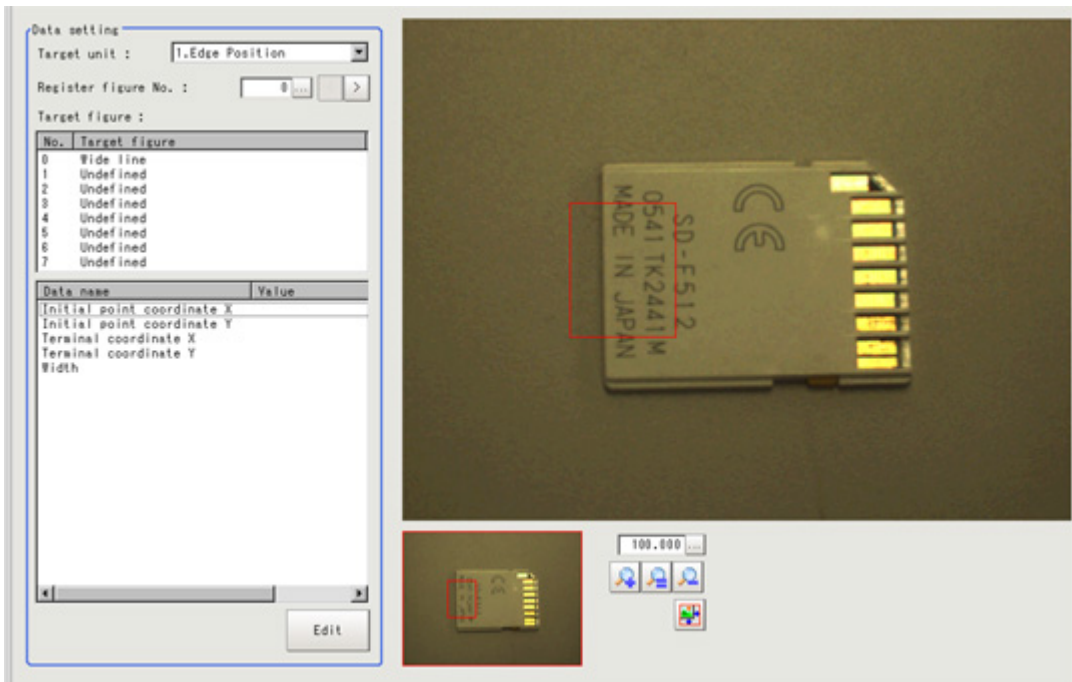 Data setting
Target unit : 1.Edge Position
Register figure No. : 0 ... >
Target figure :
No. Target figure
0 Wide line
1 Undefined
2 Undefined
3 Undefined
4 Undefined
5 Undefined
6 Undefined
7 Undefined
Data name Value
Initial point coordinate X
Initial point coordinate Y
Terminal coordinate X
Terminal coordinate Y
Width
Edit
CE
SD-F512
0541TK2441M
MADE IN JAPAN
100.000 ...